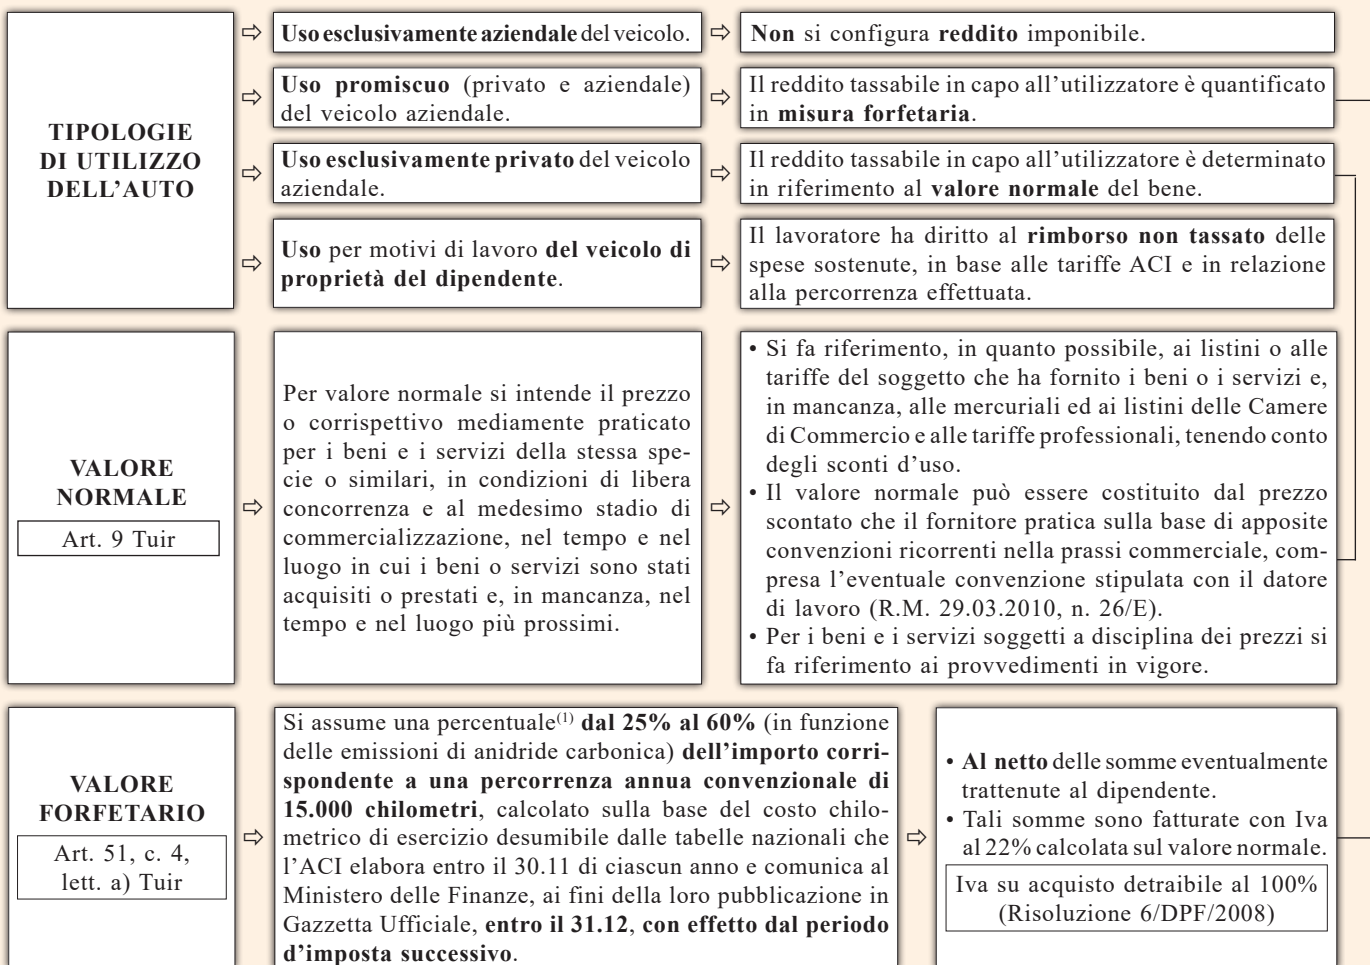 TIPOLOGIE
DI UTILIZZO
DELL'AUTO
⇨ Uso esclusivamente aziendale del veicolo. ⇨ Non si configura reddito imponibile.
⇨ Uso promiscuo (privato e aziendale)
del veicolo aziendale.
⇨ Il reddito tassabile in capo all'utilizzatore è quantificato
in misura forfetaria.
⇨ Uso esclusivamente privato del veicolo
aziendale.
⇨ Il reddito tassabile in capo all'utilizzatore è determinato
in riferimento al valore normale del bene.
⇨ Uso per motivi di lavoro del veicolo di
proprietà del dipendente.
⇨ Il lavoratore ha diritto al rimborso non tassato delle
spese sostenute, in base alle tariffe ACI e in relazione
alla percorrenza effettuata.
VALORE
NORMALE
Art. 9 Tuir
⇨ Per valore normale si intende il prezzo
o corrispettivo mediamente praticato
per i beni e i servizi della stessa spe-
cie o similari, in condizioni di libera
concorrenza e al medesimo stadio di
commercializzazione, nel tempo e nel
luogo in cui i beni o servizi sono stati
acquisiti o prestati e, in mancanza, nel
tempo e nel luogo più prossimi.
⇨ • Si fa riferimento, in quanto possibile, ai listini o alle
tariffe del soggetto che ha fornito i beni o i servizi e,
in mancanza, alle mercuriali ed ai listini delle Camere
di Commercio e alle tariffe professionali, tenendo conto
degli sconti d'uso.
• Il valore normale può essere costituito dal prezzo
scontato che il fornitore pratica sulla base di apposite
convenzioni ricorrenti nella prassi commerciale, com-
presa l'eventuale convenzione stipulata con il datore
di lavoro (R.M. 29.03.2010, n. 26/E).
• Per i beni e i servizi soggetti a disciplina dei prezzi si
fa riferimento ai provvedimenti in vigore.
VALORE
FORFETARIO
Art. 51, c. 4,
lett. a) Tuir
⇨ Si assume una percentuale(1) dal 25% al 60% (in funzione
delle emissioni di anidride carbonica) dell'importo corri-
spondente a una percorrenza annua convenzionale di
15.000 chilometri, calcolato sulla base del costo chilo-
metrico di esercizio desumibile dalle tabelle nazionali che
l'ACI elabora entro il 30.11 di ciascun anno e comunica al
Ministero delle Finanze, ai fini della loro pubblicazione in
Gazzetta Ufficiale, entro il 31.12, con effetto dal periodo
d'imposta successivo.
⇨ • Al netto delle somme eventualmente
trattenute al dipendente.
• Tali somme sono fatturate con Iva
al 22% calcolata sul valore normale.
Iva su acquisto detraibile al 100%
(Risoluzione 6/DPF/2008)